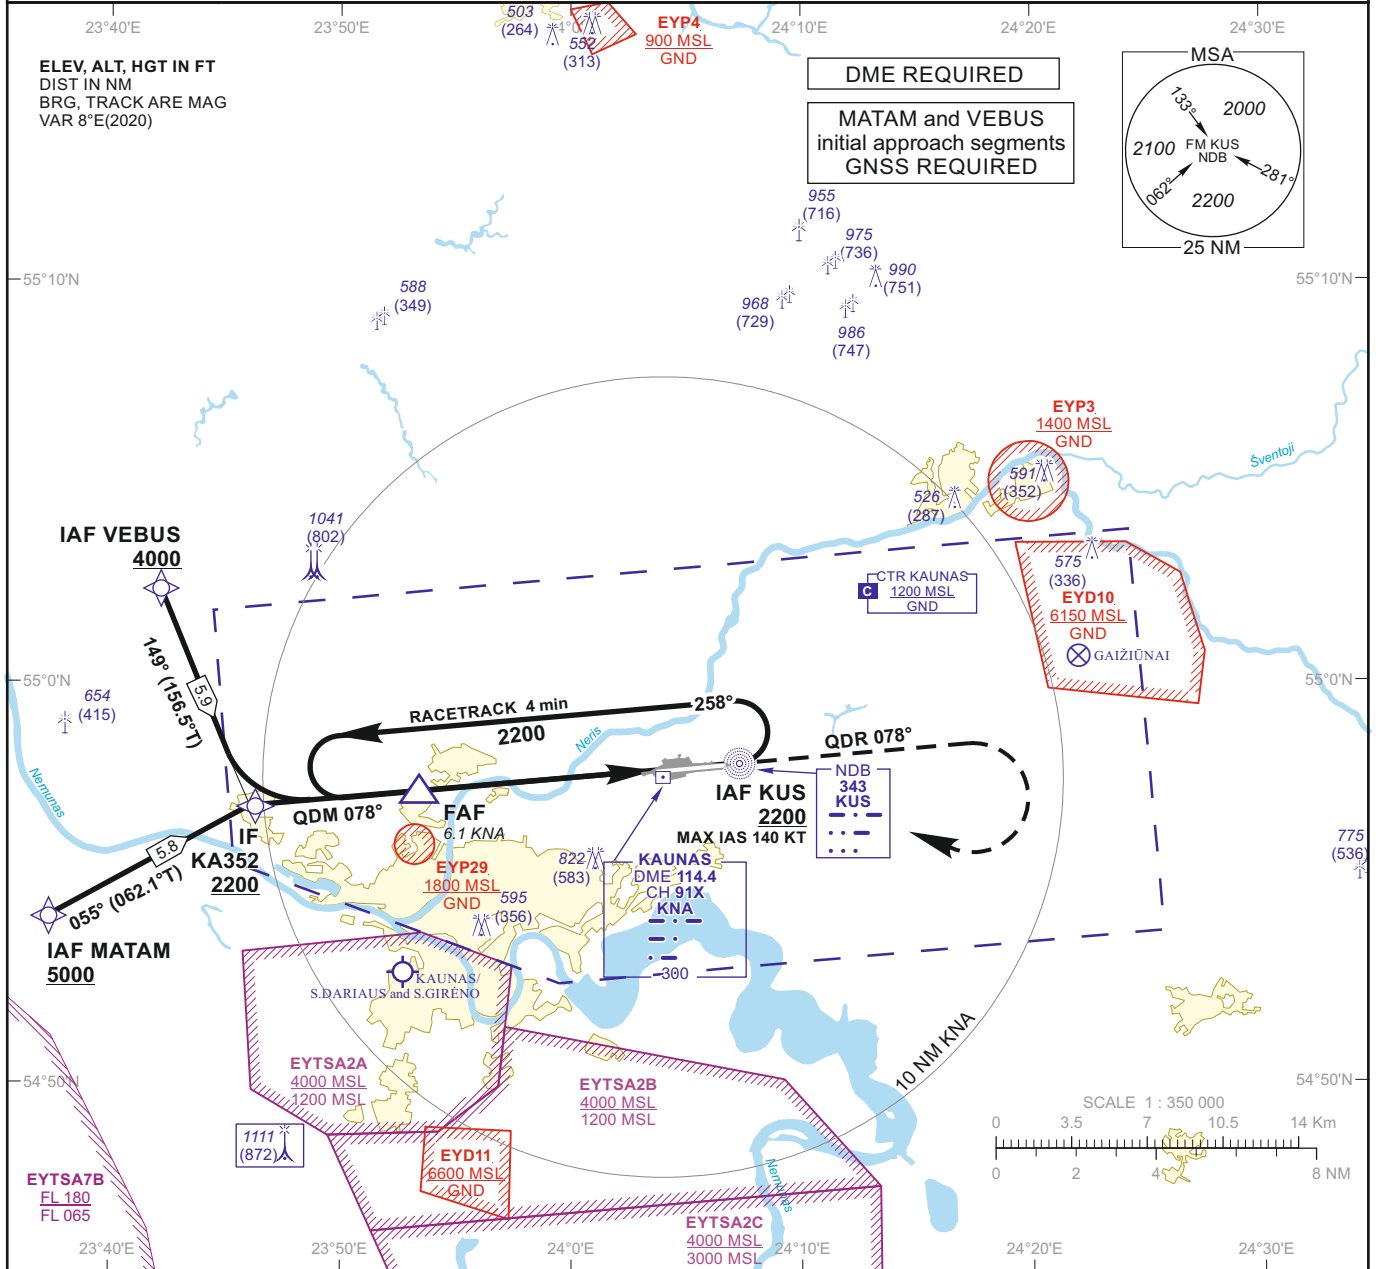 23°40'E
23°50'E
24°10'E
24°20'E
24°30'E
503
(264)
552
(313)
EYP4
900 MSL
GND
ELEV, ALT, HGT IN FT
DIST IN NM
BRG, TRACK ARE MAG
VAR 8°E(2020)
DME REQUIRED
MATAM and VEBUS
initial approach segments
GNSS REQUIRED
MSA
133°
2000
2100
FM KUS
NDB
281°
062°
2200
25 NM
955
(716)
975
(736)
990
(751)
968
(729)
986
(747)
55°10'N
55°10'N
588
(349)
EYP3
1400 MSL
GND
591
(352)
526
(287)
Šventoji
IAF VEBUS
4000
1041
(802)
575
(336)
EYD10
6150 MSL
GND
GAIŽIŪNAI
C
CTR KAUNAS
1200 MSL
GND
55°0'N
55°0'N
149° (156.5°T)
5.9
654
(415)
RACETRACK 4 min
2200
258°
Neris
QDR 078°
Nemunas
NDB
343
KUS
IAF KUS
2200
MAX IAS 140 KT
QDM 078°
FAF
6.1 KNA
IF
KA352
2200
5.8
055° (062.1°T)
IAF MATAM
5000
EYP29
1800 MSL
GND
822
(583)
595
(356)
KAUNAS
DME 114.4
CH 91X
KNA
300
775
(536)
KAUNAS/
S.DARIAUS and S.GIRĖNO
10 NM KNA
54°50'N
54°50'N
EYTSA2A
4000 MSL
1200 MSL
EYTSA2B
4000 MSL
1200 MSL
SCALE 1 : 350 000
0 3.5 7 10.5 14 Km
0 2 4 8 NM
1111
(872)
EYD11
6600 MSL
GND
Nemunas
EYTSA7B
FL 180
FL 065
EYTSA2C
4000 MSL
3000 MSL
23°40'E
23°50'E
24°0'E
24°10'E
24°20'E
24°30'E